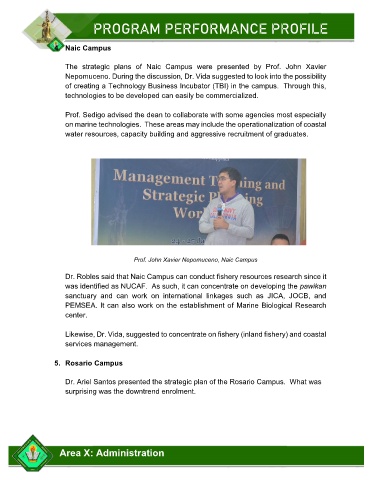 PROGRAM PERFORMANCE PROFILE
Naic Campus
The strategic plans of Naic Campus were presented by Prof. John Xavier
Nepomuceno. During the discussion, Dr. Vida suggested to look into the possibility
of creating a Technology Business Incubator (TBI) in the campus. Through this,
technologies to be developed can easily be commercialized.
Prof. Sedigo advised the dean to collaborate with some agencies most especially
on marine technologies. These areas may include the operationalization of coastal
water resources, capacity building and aggressive recruitment of graduates.
Management T ning and
Strategic P ing
Wor
Prof. John Xavier Nepomuceno, Naic Campus
Dr. Robles said that Naic Campus can conduct fishery resources research since it
was identified as NUCAF. As such, it can concentrate on developing the pawikan
sanctuary and can work on international linkages such as JICA, JOCB, and
PEMSEA. It can also work on the establishment of Marine Biological Research
center.
Likewise, Dr. Vida, suggested to concentrate on fishery (inland fishery) and coastal
services management.
5. Rosario Campus
Dr. Ariel Santos presented the strategic plan of the Rosario Campus. What was
surprising was the downtrend enrolment.
Area X: Administration